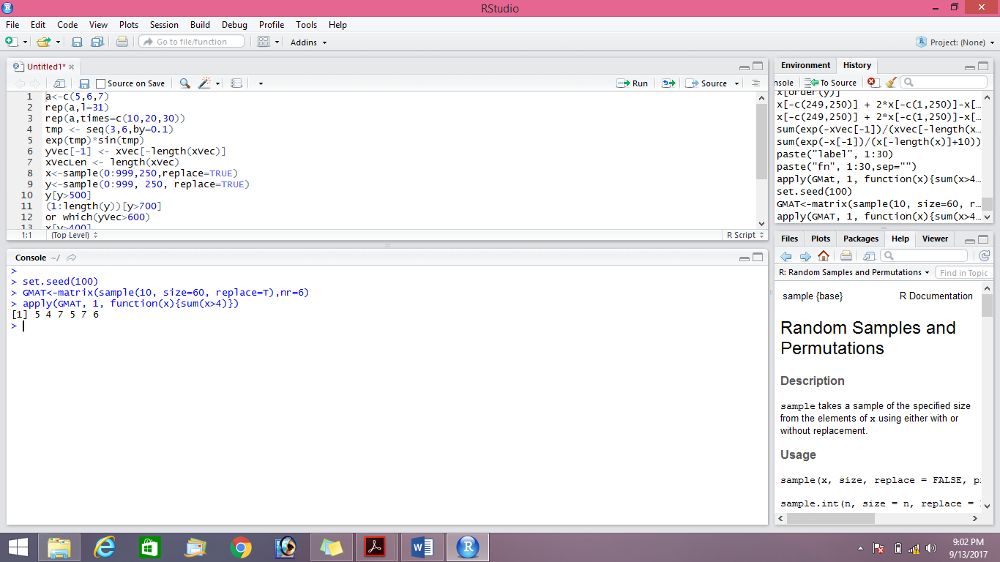 RStudio
File Edit Code View Plots Session Build Debug Profile Tools Help
Go to file/function Addins Project: (None)
Untitled1*
Source on Save Run Source
1 a<-c(5,6,7)
2 rep(a,l=31)
3 rep(a,times=c(10,20,30))
4 tmp <- seq(3,6,by=0.1)
5 exp(tmp)*sin(tmp)
6 yVec[-1] <- xVec[-length(xVec)]
7 xVecLen <- length(xVec)
8 x<-sample(0:999,250,replace=TRUE)
9 y<-sample(0:999, 250, replace=TRUE)
10 y[y>500]
11 (1:length(y))[y>700]
12 or which(yVec>600)
13 x[y>400]
1:1 (Top Level) R Script
Console ~/
>
> set.seed(100)
> GMAT<-matrix(sample(10, size=60, replace=T),nr=6)
> apply(GMAT, 1, function(x){sum(x>4)})
[1] 5 4 7 5 7 6
>
Environment History
nsole To Source
x[order(y)]
x[-c(249,250)] + 2*x[-c(1,250)]-x[…
x[-c(249,250)] + 2*x[-c(1,250)]-x[…
sum(exp(-xVec[-1])/(xVec[-length(x…
sum(exp(-x[-1])/(x[-length(x)]+10))
paste("label", 1:30)
paste("fn", 1:30,sep="")
apply(GMat, 1, function(x){sum(x>4…
set.seed(100)
GMAT<-matrix(sample(10, size=60, r…
apply(GMAT, 1, function(x){sum(x>4…
Files Plots Packages Help Viewer
R: Random Samples and Permutations Find in Topic
sample {base} R Documentation
Random Samples and
Permutations
Description
sample takes a sample of the specified size
from the elements of x using either with or
without replacement.
Usage
sample(x, size, replace = FALSE, pr
sample.int(n, size = n, replace =
9:02 PM
9/13/2017